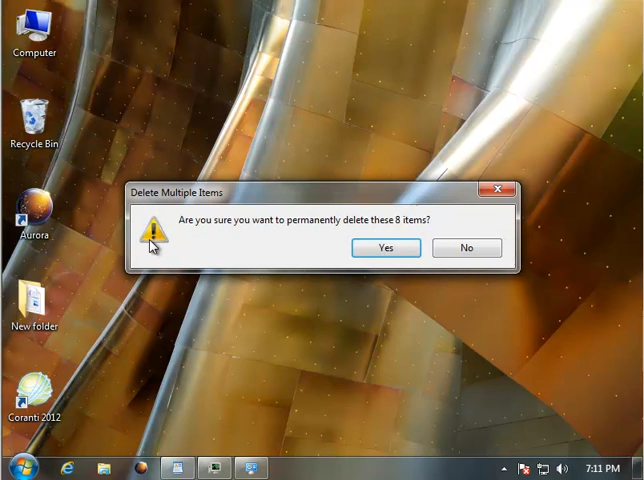 Computer
Recycle Bin
Aurora
New folder
Coranti 2012
Delete Multiple Items
Are you sure you want to permanently delete these 8 items?
Yes
No
7:11 PM